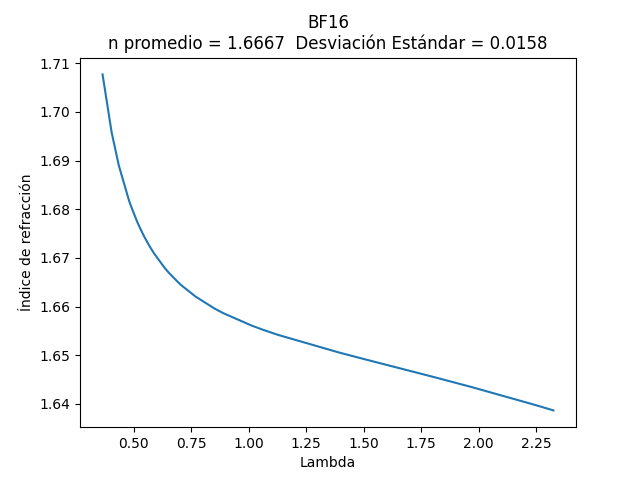 BF16
n promedio = 1.6667 Desviación Estándar = 0.0158
1.71
1.70
1.69
1.68
1.67
1.66
1.65
1.64
Índice de refracción
0.50 0.75 1.00 1.25 1.50 1.75 2.00 2.25
Lambda